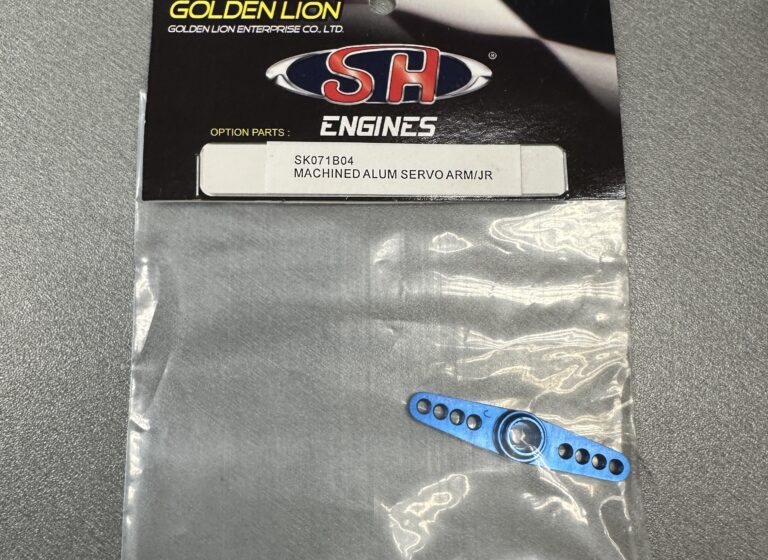 GOLDEN LION
GOLDEN LION ENTERPRISE CO., LTD.
SH
®
ENGINES
OPTION PARTS :
SK071B04
MACHINED ALUM SERVO ARM/JR
C